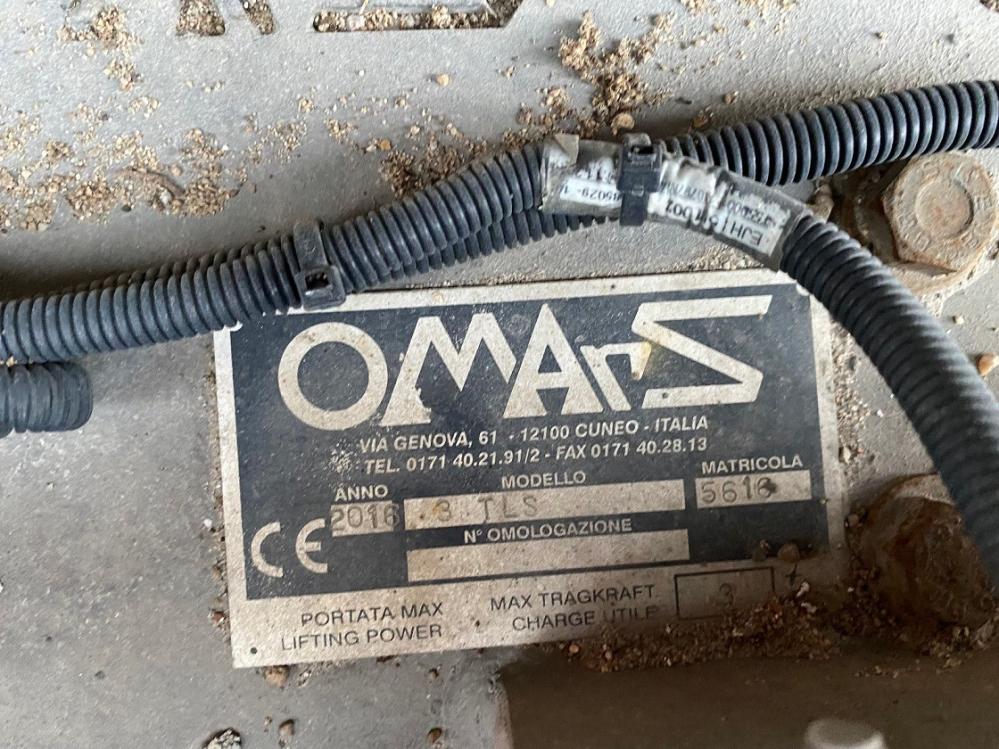 OMARS
VIA GENOVA, 61 - 12100 CUNEO - ITALIA
TEL. 0171 40.21.91/2 - FAX 0171 40.28.13
ANNO MODELLO MATRICOLA
2016 3 TLS 5616
N° OMOLOGAZIONE
CE
PORTATA MAX MAX TRAGKRAFT
LIFTING POWER CHARGE UTILE 3